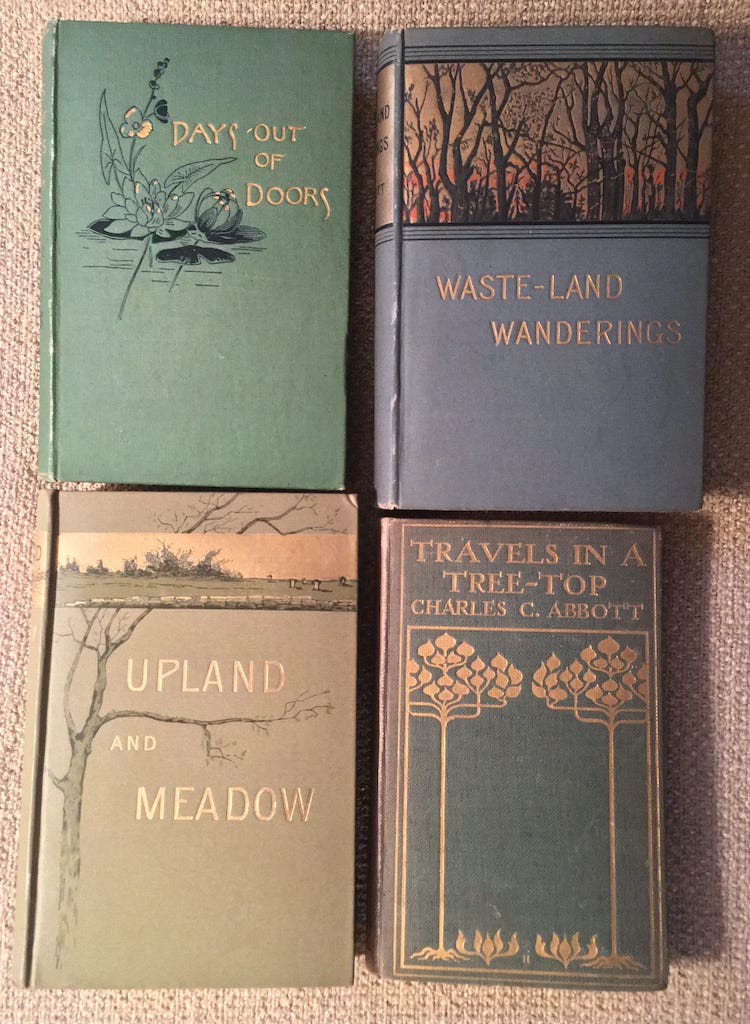 DAYS OUT
OF
DOORS
WASTE-LAND
WANDERINGS
UPLAND
AND
MEADOW
TRAVELS IN A
TREE-TOP
CHARLES C. ABBOTT